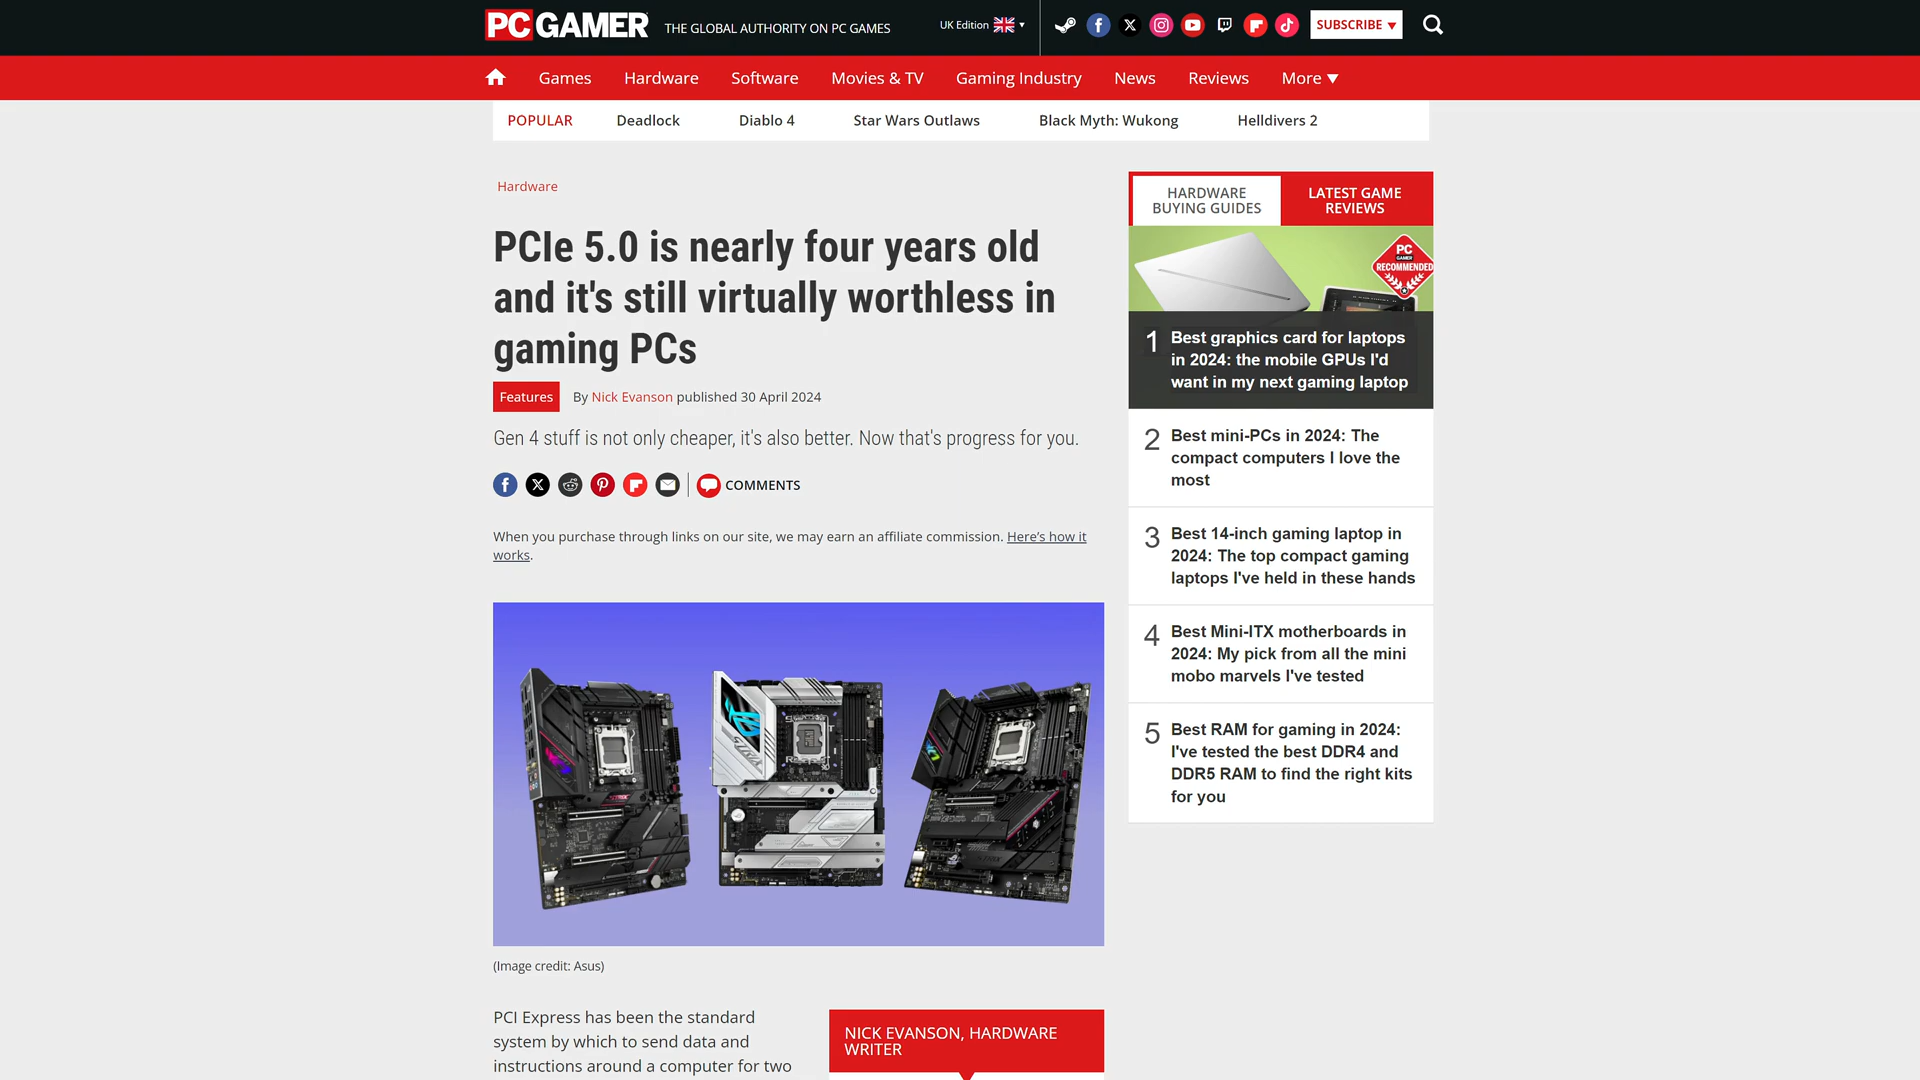 PC GAMER
THE GLOBAL AUTHORITY ON PC GAMES
UK Edition
SUBSCRIBE
Games
Hardware
Software
Movies & TV
Gaming Industry
News
Reviews
More
POPULAR
Deadlock
Diablo 4
Star Wars Outlaws
Black Myth: Wukong
Helldivers 2
Hardware
PCIe 5.0 is nearly four years old
and it's still virtually worthless in
gaming PCs
Features
By Nick Evanson published 30 April 2024
Gen 4 stuff is not only cheaper, it's also better. Now that's progress for you.
COMMENTS
When you purchase through links on our site, we may earn an affiliate commission. Here’s how it
works.
(Image credit: Asus)
PCI Express has been the standard
system by which to send data and
instructions around a computer for two
NICK EVANSON, HARDWARE
WRITER
HARDWARE
BUYING GUIDES
LATEST GAME
REVIEWS
PC
GAMER
RECOMMENDED
1
Best graphics card for laptops
in 2024: the mobile GPUs I'd
want in my next gaming laptop
2
Best mini-PCs in 2024: The
compact computers I love the
most
3
Best 14-inch gaming laptop in
2024: The top compact gaming
laptops I've held in these hands
4
Best Mini-ITX motherboards in
2024: My pick from all the mini
mobo marvels I've tested
5
Best RAM for gaming in 2024:
I've tested the best DDR4 and
DDR5 RAM to find the right kits
for you